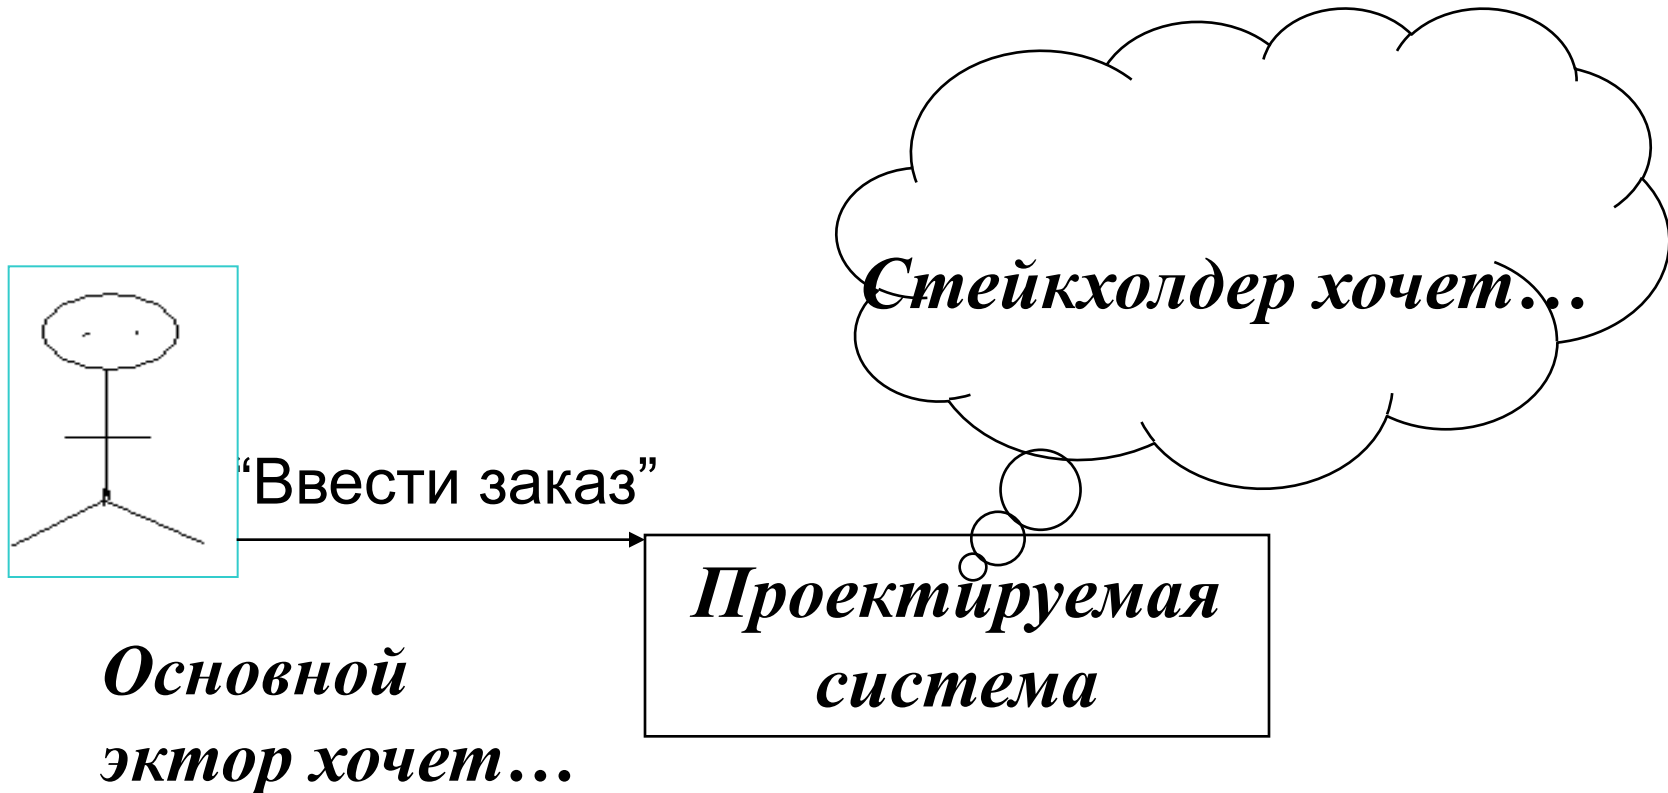 Стейкхолдер хочет...
“Ввести заказ”
Проектируемая
система
Основной
эктор хочет...